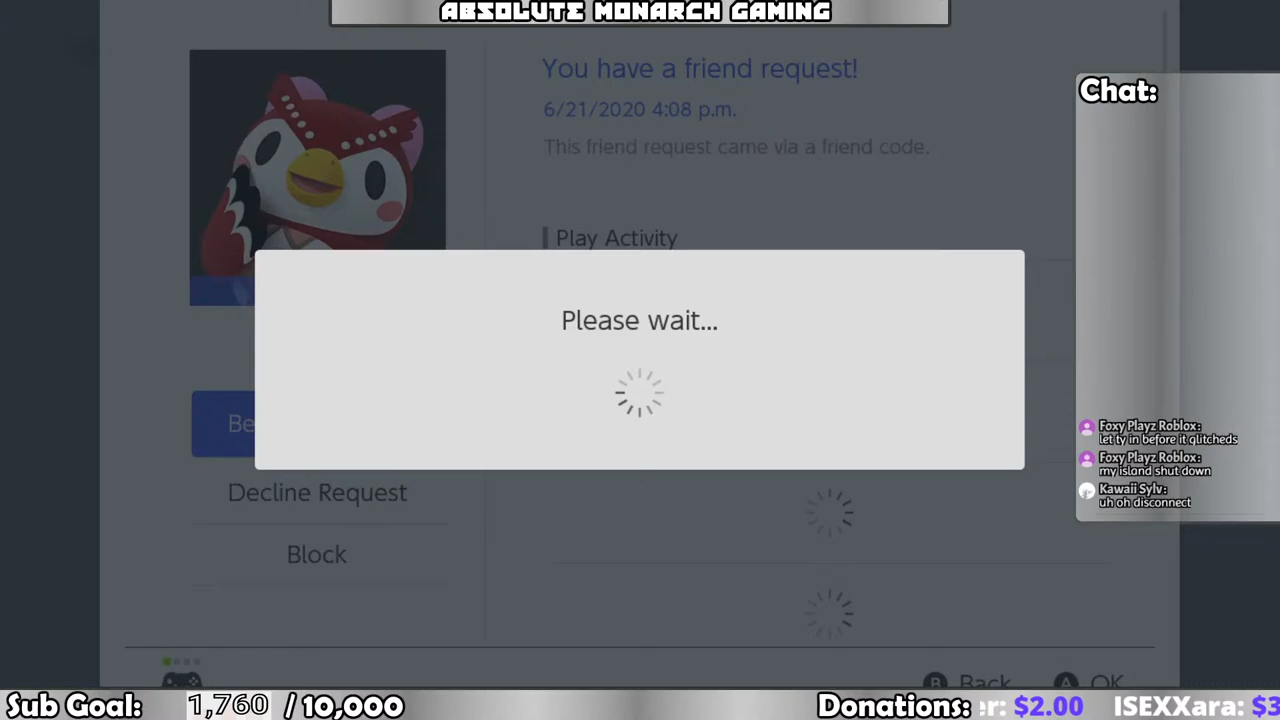 ABSOLUTE MONARCH GAMING
You have a friend request!
6/21/2020 4:08 p.m.
This friend request came via a friend code.
Play Activity
Please wait...
Be
Decline Request
Block
B Back A OK
Chat:
Foxy Playz Roblox:
let ty in before it glitcheds
Foxy Playz Roblox:
my island shut down
Kawaii Sylv:
uh oh disconnect
Sub Goal: 1,760 / 10,000
Donations: er: $2.00 ISEXXara: $3